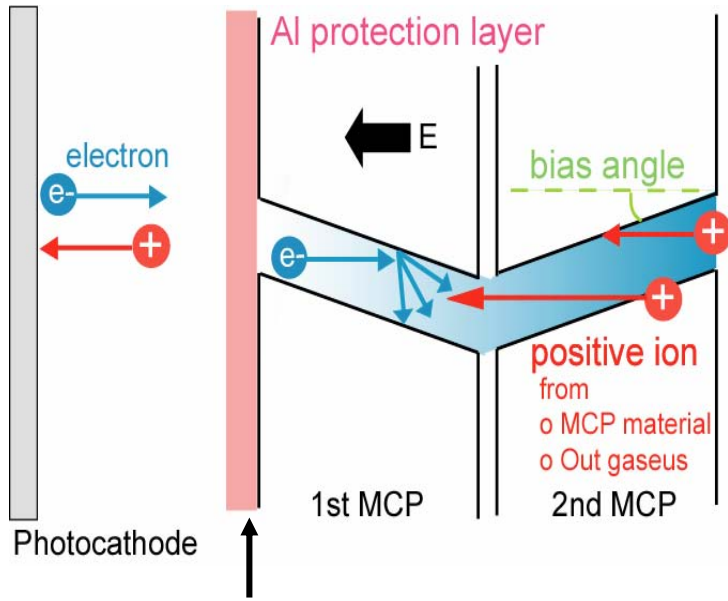 Al protection layer
E
electron
e-
+
bias angle
+
e-
+
positive ion
from
o MCP material
o Out gaseus
1st MCP
2nd MCP
Photocathode